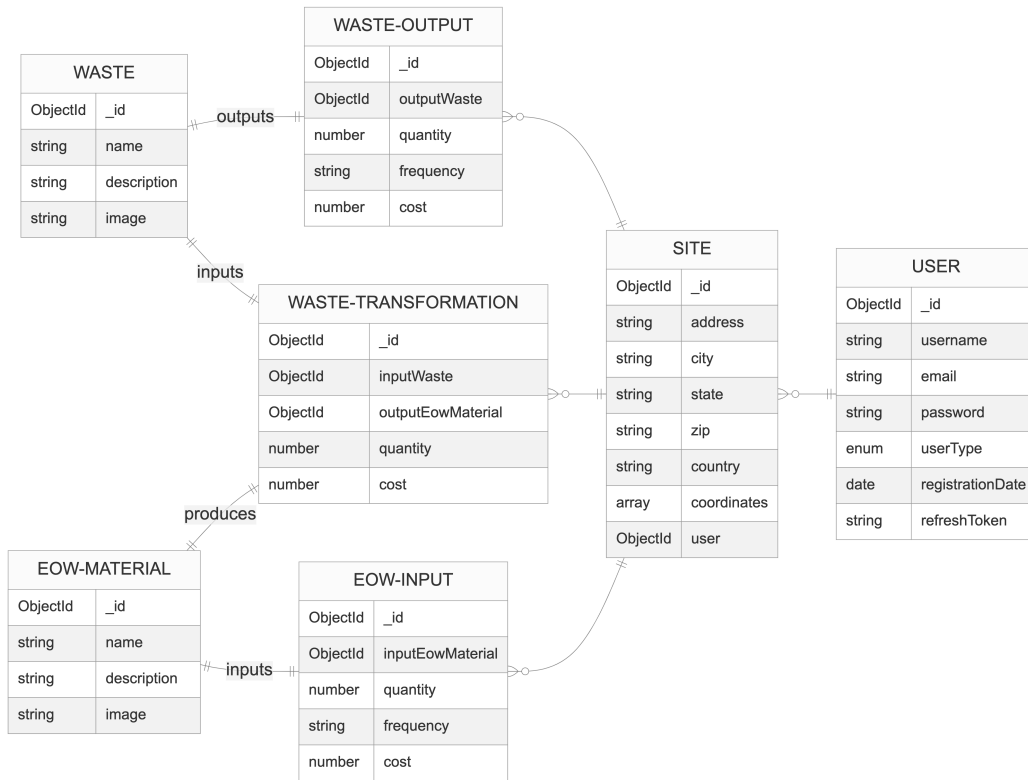 WASTE-OUTPUT
ObjectId _id
ObjectId outputWaste
number quantity
string frequency
number cost
WASTE
ObjectId _id
string name
string description
string image
outputs
inputs
WASTE-TRANSFORMATION
ObjectId _id
ObjectId inputWaste
ObjectId outputEowMaterial
number quantity
number cost
SITE
ObjectId _id
string address
string city
string state
string zip
string country
array coordinates
ObjectId user
USER
ObjectId _id
string username
string email
string password
enum userType
date registrationDate
string refreshToken
produces
EOW-MATERIAL
ObjectId _id
string name
string description
string image
inputs
EOW-INPUT
ObjectId _id
ObjectId inputEowMaterial
number quantity
string frequency
number cost